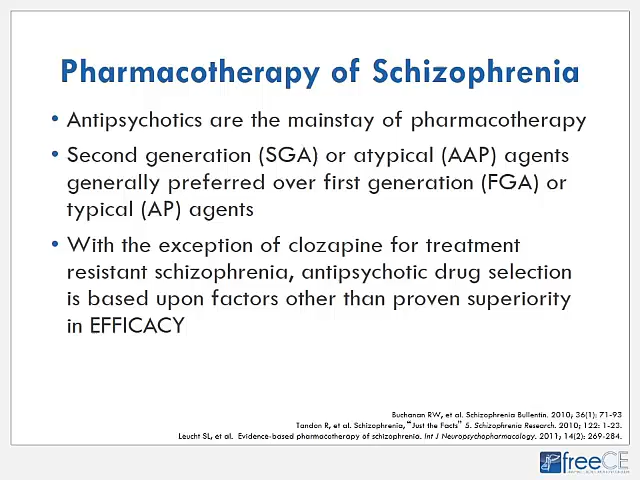 Pharmacotherapy of Schizophrenia
• Antipsychotics are the mainstay of pharmacotherapy
• Second generation (SGA) or atypical (AAP) agents
generally preferred over first generation (FGA) or
typical (AP) agents
• With the exception of clozapine for treatment
resistant schizophrenia, antipsychotic drug selection
is based upon factors other than proven superiority
in EFFICACY
Buchanan RW, et al. Schizophrenia Bullentin. 2010; 36(1): 71-93
Tandon R, et al. Schizophrenia, "Just the Facts" 5. Schizophrenia Research. 2010; 122: 1-23.
Leucht SL, et al. Evidence-based pharmacotherapy of schizophrenia. Int J Neuropsychopharmacology. 2011; 14(2): 269-284.
freeCE